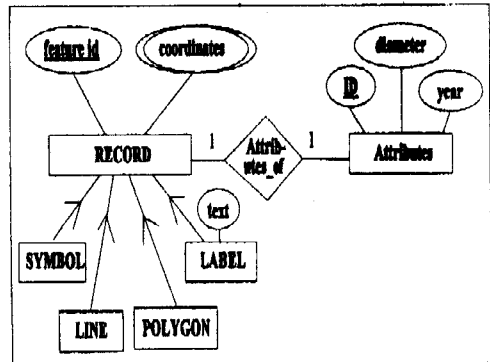 diameter
feature id
coordinates
ID
year
1
1
RECORD
Attrib-
utes_of
Attributes
text
SYMBOL
LABEL
LINE
POLYGON